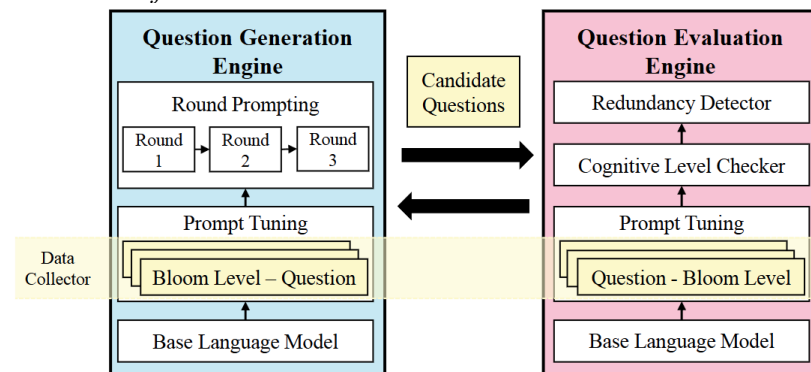 Question Generation
Engine
Round Prompting
Round
1
Round
2
Round
3
Prompt Tuning
Data
Collector
Bloom Level – Question
Base Language Model
Candidate
Questions
Question Evaluation
Engine
Redundancy Detector
Cognitive Level Checker
Prompt Tuning
Question - Bloom Level
Base Language Model